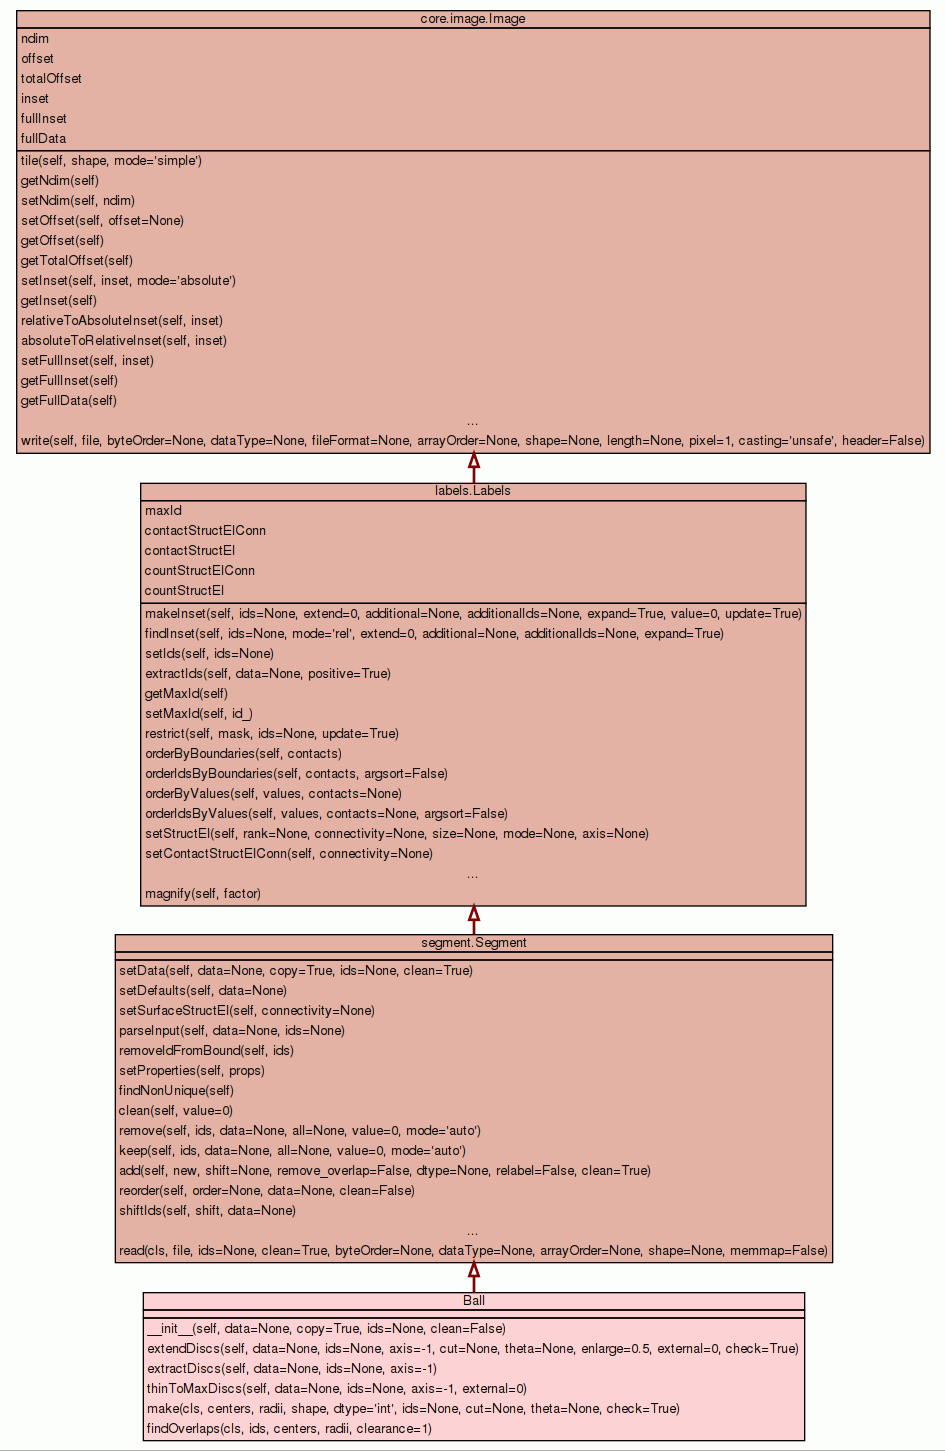 core.image.Image
ndim
offset
totalOffset
inset
fullInset
fullData
tile(self, shape, mode='simple')
getNdim(self)
setNdim(self, ndim)
setOffset(self, offset=None)
getOffset(self)
getTotalOffset(self)
setInset(self, inset, mode='absolute')
getInset(self)
relativeToAbsoluteInset(self, inset)
absoluteToRelativeInset(self, inset)
setFullInset(self, inset)
getFullInset(self)
getFullData(self)
...
write(self, file, byteOrder=None, dataType=None, fileFormat=None, arrayOrder=None, shape=None, length=None, pixel=1, casting='unsafe', header=False)
labels.Labels
maxId
contactStructElConn
contactStructEl
countStructElConn
countStructEl
makeInset(self, ids=None, extend=0, additional=None, additionalIds=None, expand=True, value=0, update=True)
findInset(self, ids=None, mode='rel', extend=0, additional=None, additionalIds=None, expand=True)
setIds(self, ids=None)
extractIds(self, data=None, positive=True)
getMaxId(self)
setMaxId(self, id_)
restrict(self, mask, ids=None, update=True)
orderByBoundaries(self, contacts)
orderIdsByBoundaries(self, contacts, argsort=False)
orderByValues(self, values, contacts=None)
orderIdsByValues(self, values, contacts=None, argsort=False)
setStructEl(self, rank=None, connectivity=None, size=None, mode=None, axis=None)
setContactStructElConn(self, connectivity=None)
...
magnify(self, factor)
segment.Segment
setData(self, data=None, copy=True, ids=None, clean=True)
setDefaults(self, data=None)
setSurfaceStructEl(self, connectivity=None)
parseInput(self, data=None, ids=None)
removeIdFromBound(self, ids)
setProperties(self, props)
findNonUnique(self)
clean(self, value=0)
remove(self, ids, data=None, all=None, value=0, mode='auto')
keep(self, ids, data=None, all=None, value=0, mode='auto')
add(self, new, shift=None, remove_overlap=False, dtype=None, relabel=False, clean=True)
reorder(self, order=None, data=None, clean=False)
shiftIds(self, shift, data=None)
...
read(cls, file, ids=None, clean=True, byteOrder=None, dataType=None, arrayOrder=None, shape=None, memmap=False)
Ball
__init__(self, data=None, copy=True, ids=None, clean=False)
extendDiscs(self, data=None, ids=None, axis=-1, cut=None, theta=None, enlarge=0.5, external=0, check=True)
extractDiscs(self, data=None, ids=None, axis=-1)
thinToMaxDiscs(self, data=None, ids=None, axis=-1, external=0)
make(cls, centers, radii, shape, dtype='int', ids=None, cut=None, theta=None, check=True)
findOverlaps(cls, ids, centers, radii, clearance=1)